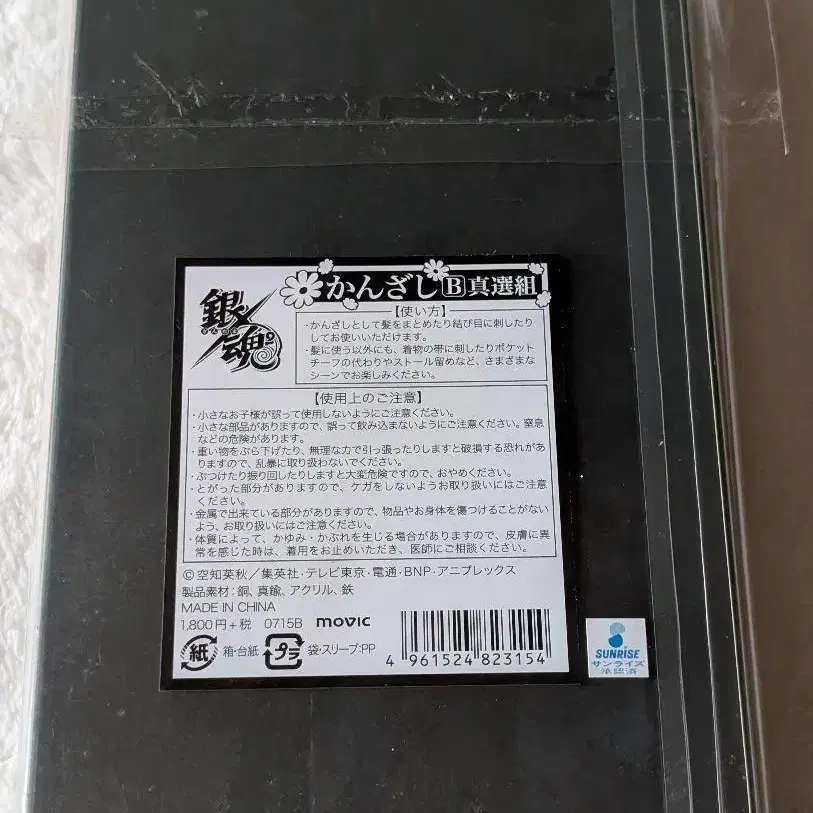 銀魂°
かんざし B 真選組
【使い方】
・かんざしとして髪をまとめたり結び目に刺したり
してお使いいただけます。
・髪に使う以外にも、着物の帯に刺したりポケット
チーフの代わりやストール留めなど、さまざまな
シーンでお楽しみください。
【使用上のご注意】
・小さなお子様が誤って使用しないようにご注意ください。
・小さな部品がありますので、誤って飲み込まないようにご注意ください。窒息
などの危険があります。
・重い物をぶら下げたり、無理な力で引っ張ったりしますと破損する恐れがあ
りますので、乱暴に取り扱わないでください。
・ぶつけたり振り回したりしますと大変危険ですので、おやめください。
・とがった部分がありますので、ケガをしないようお取り扱いにはご注意
ください。
・金属で出来ている部分がありますので、物品やお身体を傷つけることがない
よう、お取り扱いにはご注意ください。
・体質によって、かゆみ・かぶれを生じる場合がありますので、皮膚に異
常を感じた時は、着用をお止めいただき、医師にご相談ください。
©空知英秋／集英社・テレビ東京・電通・BNP・アニプレックス
製品素材：銅、真鍮、アクリル、鉄
MADE IN CHINA
1,800円+税 0715B movic
紙 箱・台紙 プラ 袋・スリーブ：PP
4 961524 823154
SUNRISE
サンライズ
承認済